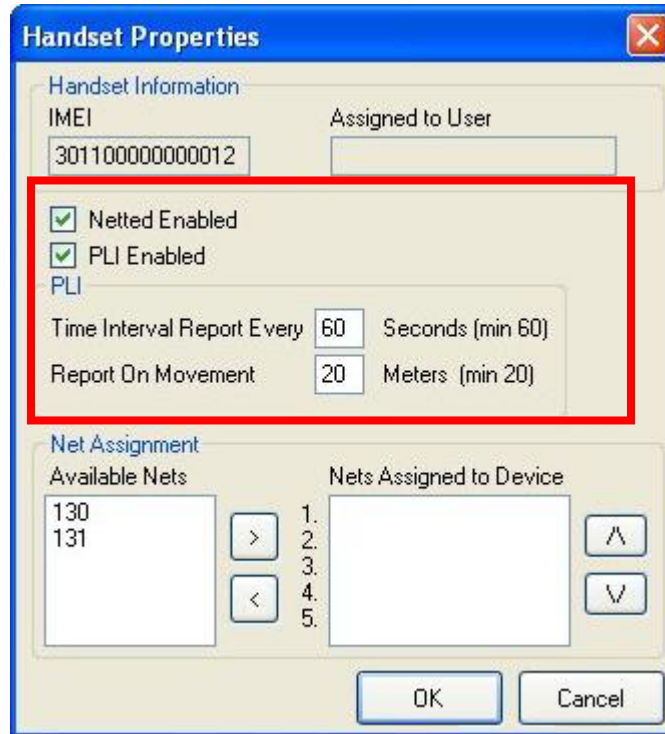 Handset Properties
Handset Information
IMEI Assigned to User
301100000000012
Netted Enabled
PLI Enabled
PLI
Time Interval Report Every 60 Seconds (min 60)
Report On Movement 20 Meters (min 20)
Net Assignment
Available Nets Nets Assigned to Device
130
131
>
<
1.
2.
3.
4.
5.
/\
\/
OK Cancel